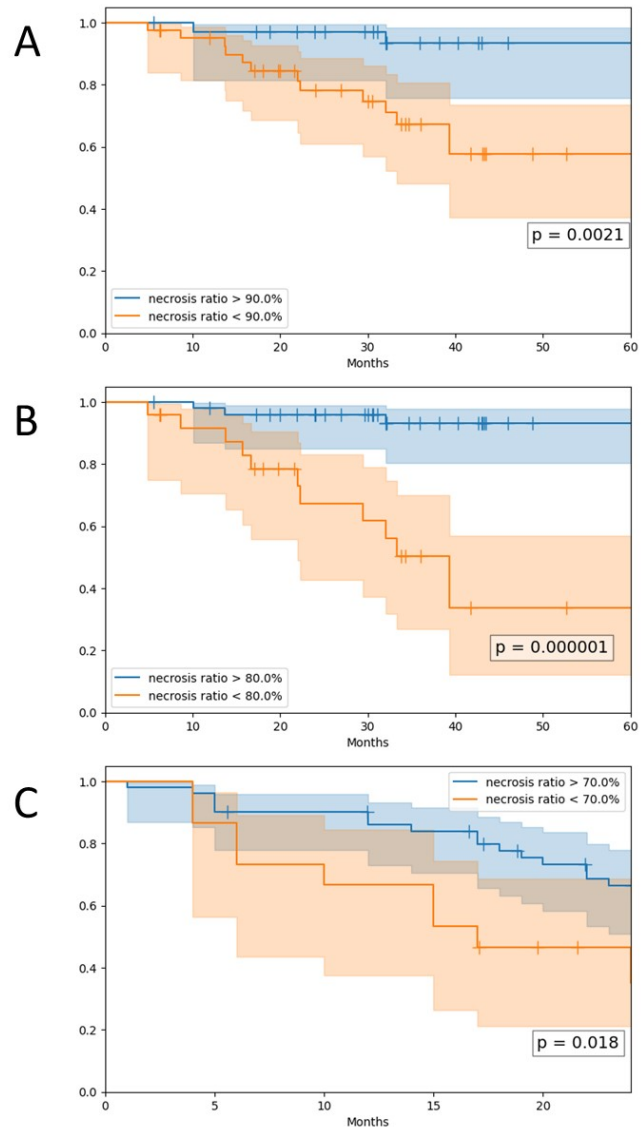 A
1.0
0.8
0.6
0.4
0.2
0.0
p = 0.0021
necrosis ratio > 90.0%
necrosis ratio < 90.0%
0 10 20 30 40 50 60
Months
B
1.0
0.8
0.6
0.4
0.2
0.0
p = 0.000001
necrosis ratio > 80.0%
necrosis ratio < 80.0%
0 10 20 30 40 50 60
Months
C
necrosis ratio > 70.0%
necrosis ratio < 70.0%
1.0
0.8
0.6
0.4
0.2
0.0
p = 0.018
0 5 10 15 20
Months